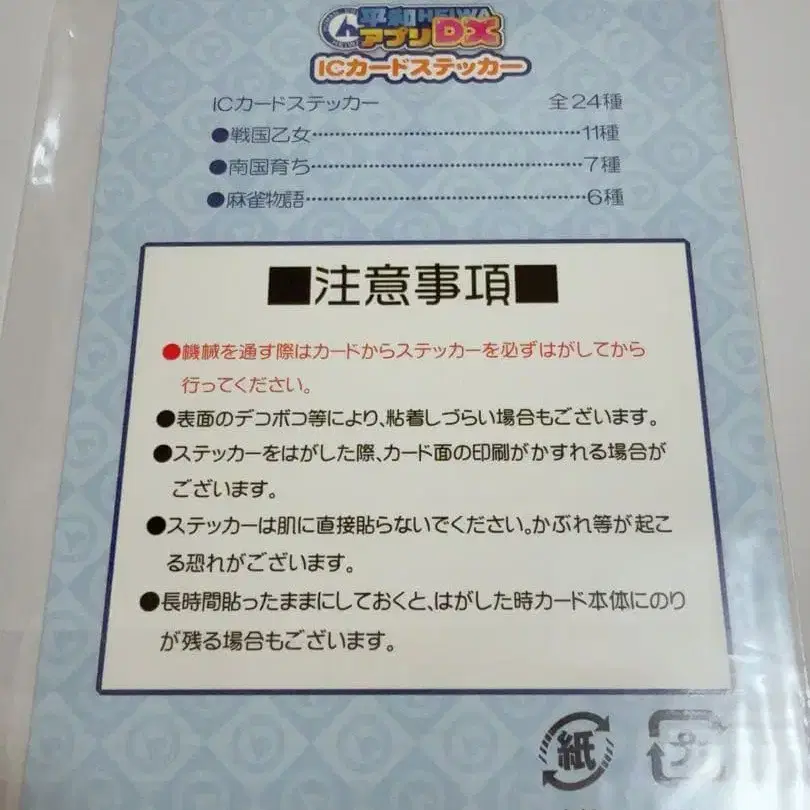 平和HEIWA
アプリDX
ICカードステッカー
ICカードステッカー 全24種
●戦国乙女…………………………………11種
●南国育ち…………………………………7種
●麻雀物語…………………………………6種
■注意事項■
●機械を通す際はカードからステッカーを必ずはがしてから
行ってください。
●表面のデコボコ等により、粘着しづらい場合もございます。
●ステッカーをはがした際、カード面の印刷がかすれる場合が
ございます。
●ステッカーは肌に直接貼らないでください。かぶれ等が起こ
る恐れがございます。
●長時間貼ったままにしておくと、はがした時カード本体にのり
が残る場合もございます。
紙
プラ